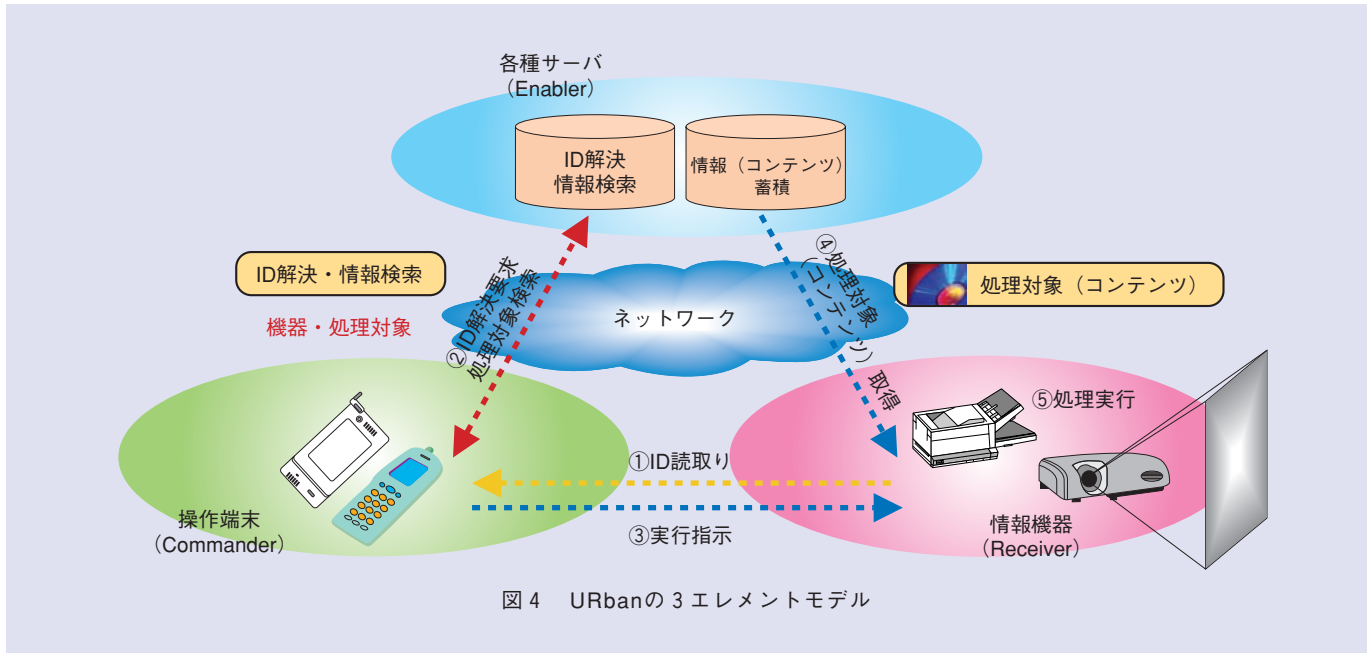 各種サーバ
（Enabler）
ID解決
情報検索
情報（コンテンツ）
蓄積
ID解決・情報検索
機器・処理対象
②ID解決要求
処理対象検索
ネットワーク
④処理対象
（コンテンツ）取得
処理対象（コンテンツ）
⑤処理実行
①ID読取り
③実行指示
操作端末
（Commander）
情報機器
（Receiver）
図4　URbanの3エレメントモデル